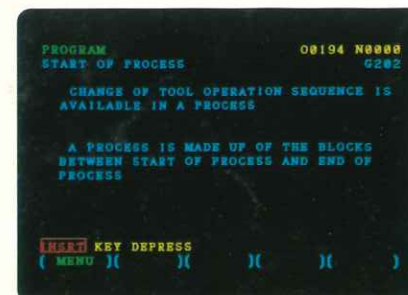 PROGRAM O0194 N0000
START OF PROCESS G202
CHANGE OF TOOL OPERATION SEQUENCE IS
AVAILABLE IN A PROCESS
A PROCESS IS MADE UP OF THE BLOCKS
BETWEEN START OF PROCESS AND END OF
PROCESS
INSRT KEY DEPRESS
( MENU )( )( )( )( )